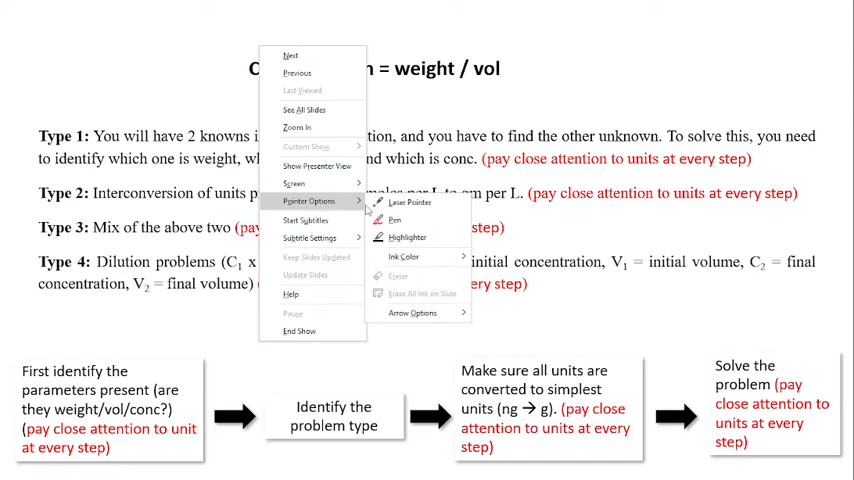 C n = weight / vol
Type 1: You will have 2 knowns i tion, and you have to find the other unknown. To solve this, you need
to identify which one is weight, wh nd which is conc. (pay close attention to units at every step)
Type 2: Interconversion of units p moles per L to gm per L. (pay close attention to units at every step)
Type 3: Mix of the above two (pay step)
Type 4: Dilution problems (C1 x initial concentration, V1 = initial volume, C2 = final
concentration, V2 = final volume) ( ry step)
Next
Previous
Last Viewed
See All Slides
Zoom In
Custom Show
Show Presenter View
Screen
Pointer Options
Start Subtitles
Subtitle Settings
Keep Slides Updated
Update Slides
Help
Pause
End Show
Laser Pointer
Pen
Highlighter
Ink Color
Eraser
Erase All Ink on Slide
Arrow Options
First identify the
parameters present (are
they weight/vol/conc?)
(pay close attention to unit
at every step)
Identify the
problem type
Make sure all units are
converted to simplest
units (ng → g). (pay close
attention to units at every
step)
Solve the
problem (pay
close attention to
units at every
step)